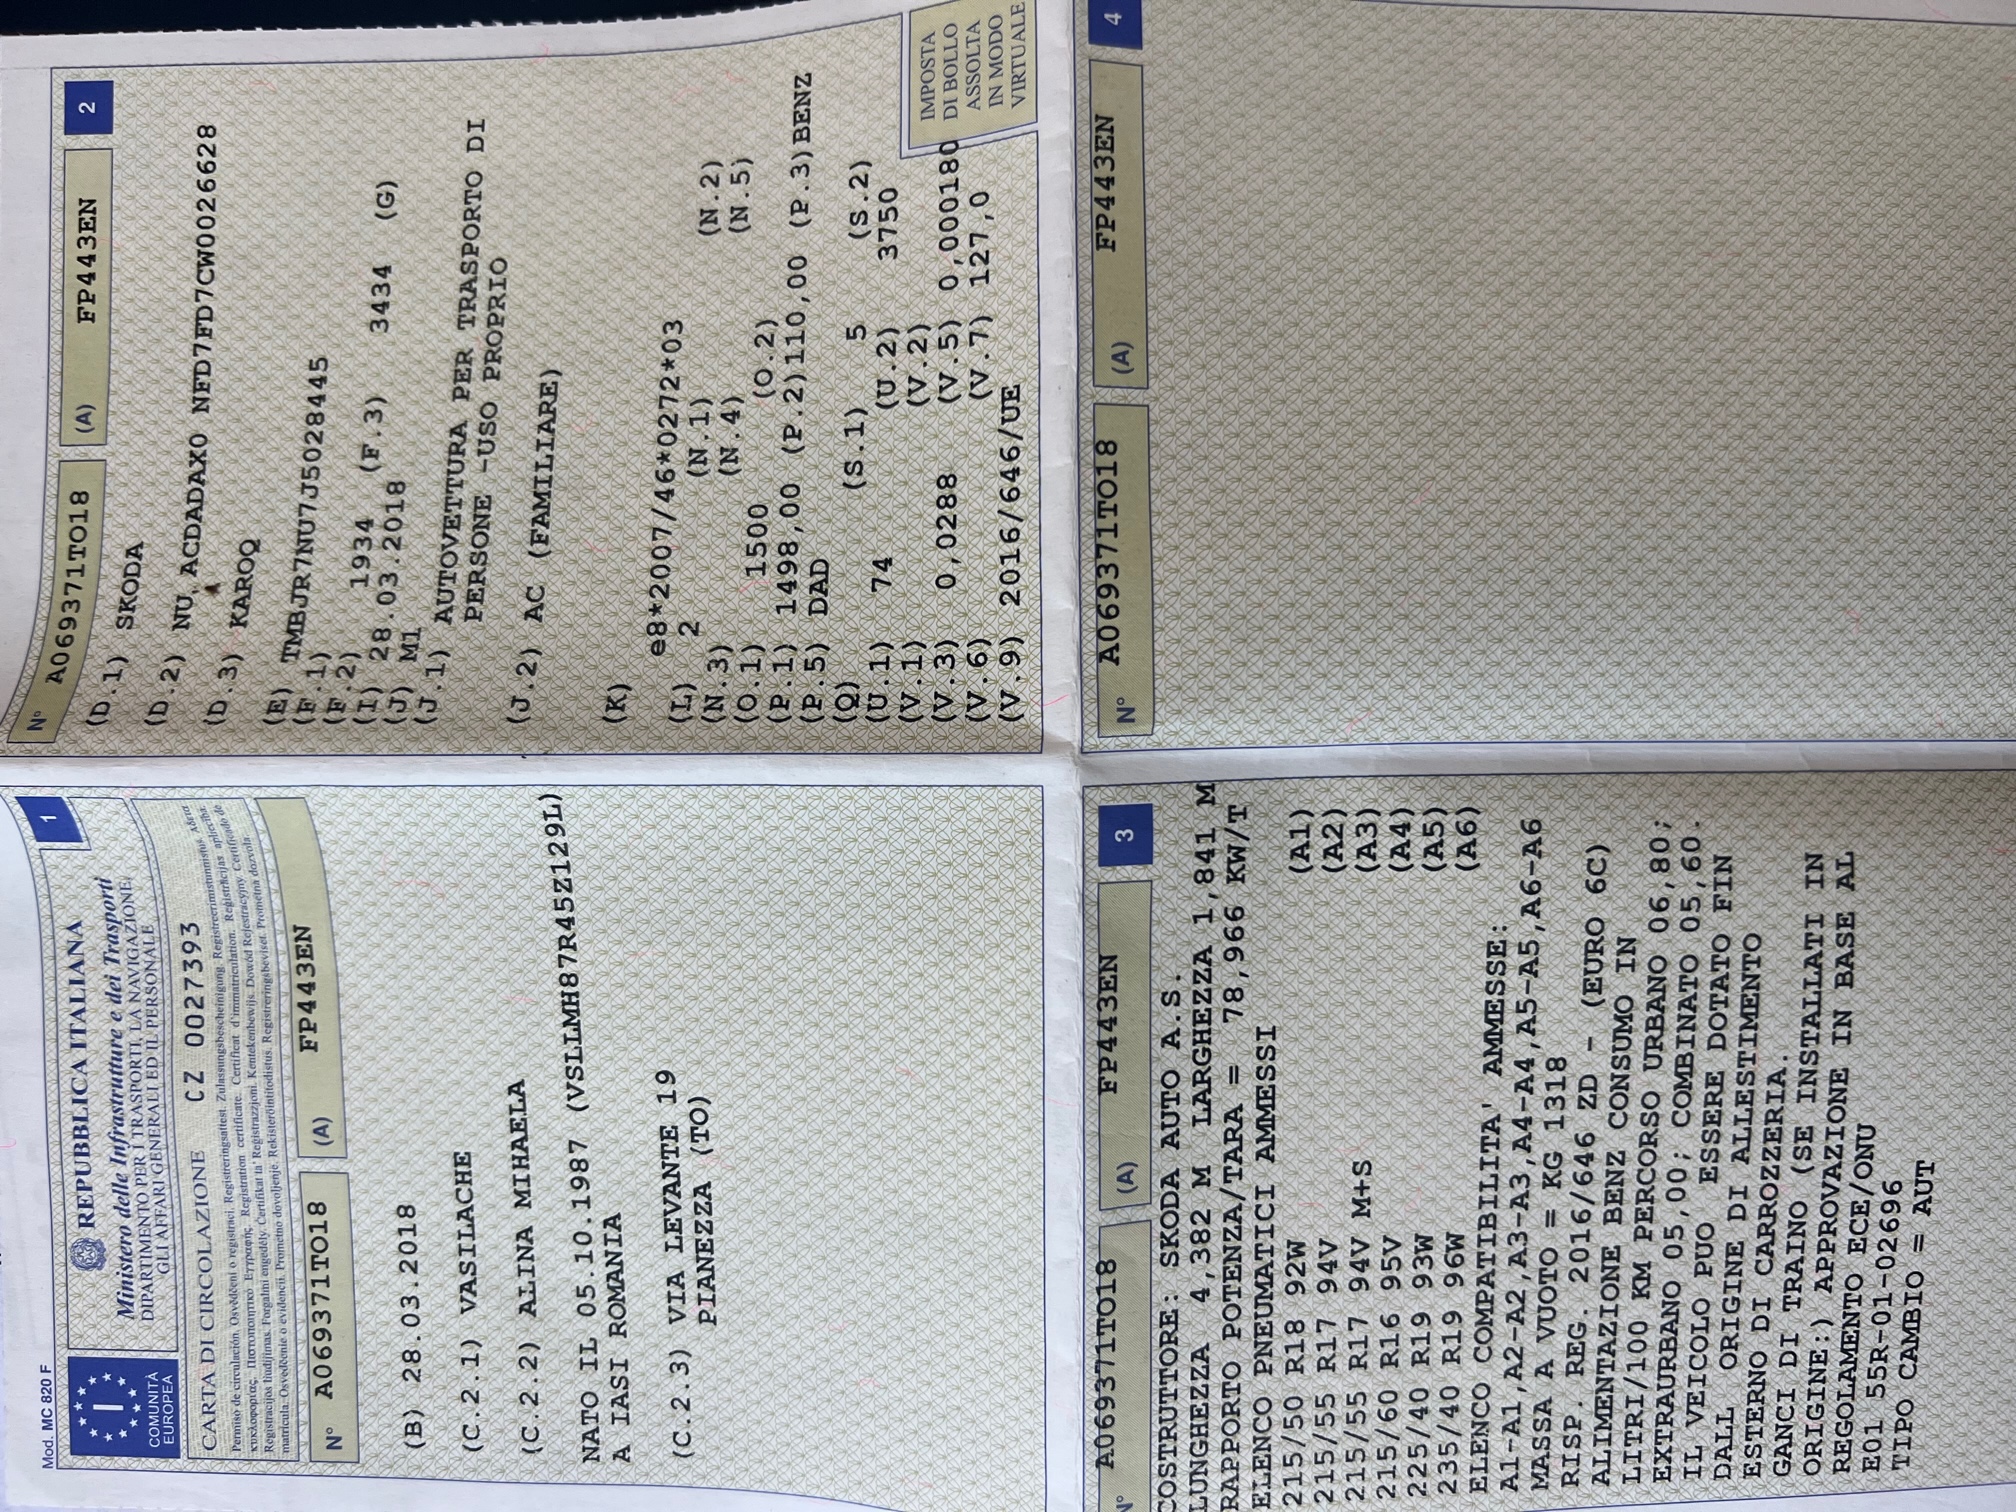 Mod. MC 820 F
1
I
COMUNITÀ
EUROPEA
REPUBBLICA ITALIANA
Ministero delle Infrastrutture e dei Trasporti
DIPARTIMENTO PER I TRASPORTI, LA NAVIGAZIONE,
GLI AFFARI GENERALI ED IL PERSONALE
CARTA DI CIRCOLAZIONE CZ 0027393
Permiso de circulación. Osvědčení o registraci. Registreringsattest. Zulassungsbescheinigung. Registreerimistunnistus. Άδεια
κυκλοφορίας. Πιστοποιητικό Εγγραφής. Registration certificate. Certificat d'immatriculation. Reģistrācijas apliecība.
Registracijos liudijimas. Forgalmi engedély. Ċertifikat ta' Reġistrazzjoni. Kentekenbewijs. Dowód Rejestracyjny. Certificado de
matrícula. Osvedčenie o evidencii. Prometno dovoljenje. Rekisteröintitodistus. Registreringsbeviset. Prometna dozvola.
N° A069371TO18 (A) FP443EN
(B) 28.03.2018
(C.2.1) VASILACHE
(C.2.2) ALINA MIHAELA
NATO IL 05.10.1987 (VSLLMH87R45Z129L)
A IASI ROMANIA
(C.2.3) VIA LEVANTE 19
PIANEZZA (TO)
N° A069371TO18 (A) FP443EN 2
(D.1) SKODA
(D.2) NU, ACDADAX0 NFD7FD7CW0026628
(D.3) KAROQ
(E) TMBJR7NU7J5028445
(F.1)
(F.2) 1934 (F.3) 3434 (G)
(I) 28.03.2018
(J) M1
(J.1) AUTOVETTURA PER TRASPORTO DI
PERSONE -USO PROPRIO
(J.2) AC (FAMILIARE)
(K)
e8*2007/46*0272*03
(L) 2 (N.1) (N.2)
(N.3) (N.4) (N.5)
(O.1) 1500 (O.2)
(P.1) 1498,00 (P.2)110,00 (P.3)BENZ
(P.5) DAD
(Q) (S.1) 5 (S.2)
(U.1) 74 (U.2) 3750
(V.1) (V.2)
(V.3) 0,0288 (V.5) 0,000180
(V.6) (V.7) 127,0
(V.9) 2016/646/UE
IMPOSTA
DI BOLLO
ASSOLTA
IN MODO
VIRTUALE
N° A069371TO18 (A) FP443EN 3
COSTRUTTORE: SKODA AUTO A.S.
LUNGHEZZA 4,382 M LARGHEZZA 1,841 M
RAPPORTO POTENZA/TARA = 78,966 KW/T
ELENCO PNEUMATICI AMMESSI
215/50 R18 92W (A1)
215/55 R17 94V (A2)
215/55 R17 94V M+S (A3)
215/60 R16 95V (A4)
225/40 R19 93W (A5)
235/40 R19 96W (A6)
ELENCO COMPATIBILITA' AMMESSE:
A1-A1,A2-A2,A3-A3,A4-A4,A5-A5,A6-A6
MASSA A VUOTO = KG 1318
RISP. REG. 2016/646 ZD - (EURO 6C)
ALIMENTAZIONE BENZ CONSUMO IN
LITRI/100 KM PERCORSO URBANO 06,80;
EXTRAURBANO 05,00; COMBINATO 05,60.
IL VEICOLO PUO ESSERE DOTATO FIN
DALL ORIGINE DI ALLESTIMENTO
ESTERNO DI CARROZZERIA.
GANCI DI TRAINO (SE INSTALLATI IN
ORIGINE:) APPROVAZIONE IN BASE AL
REGOLAMENTO ECE/ONU
E01 55R-01-02696
TIPO CAMBIO = AUT
N° A069371TO18 (A) FP443EN 4